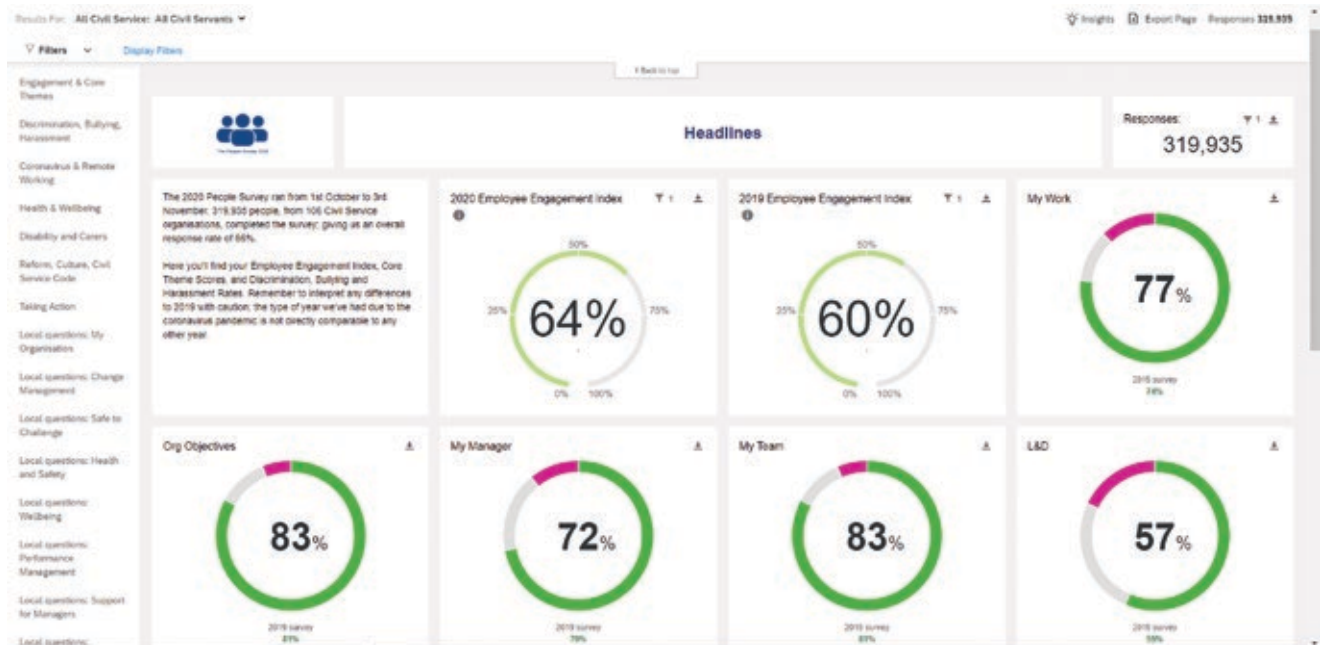 Results For: All Civil Service: All Civil Servants
Insights Export Page Responses 319,935
Filters Display Filters
Back to top
Engagement & Core
Themes
Discrimination, Bullying,
Harassment
Coronavirus & Remote
Working
Health & Wellbeing
Disability and Carers
Reform, Culture, Civil
Service Code
Taking Action
Local questions: My
Organisation
Local questions: Change
Management
Local questions: Safe to
Challenge
Local questions: Health
and Safety
Local questions:
Wellbeing
Local questions:
Performance
Management
Local questions: Support
for Managers
Local questions:
Headlines
Responses: 1
319,935
The 2020 People Survey ran from 1st October to 3rd
November. 319,935 people, from 106 Civil Service
organisations, completed the survey; giving us an overall
response rate of 66%.
Here you'll find your Employee Engagement Index, Core
Theme Scores, and Discrimination, Bullying and
Harassment Rates. Remember to interpret any differences
to 2019 with caution; the type of year we've had due to the
coronavirus pandemic is not directly comparable to any
other year.
2020 Employee Engagement Index 1
50%
25% 64% 75%
0% 100%
2019 Employee Engagement Index 1
50%
25% 60% 75%
0% 100%
My Work
77%
2019 survey
Org Objectives
83%
2019 survey
My Manager
72%
2019 survey
My Team
83%
2019 survey
L&D
57%
2019 survey